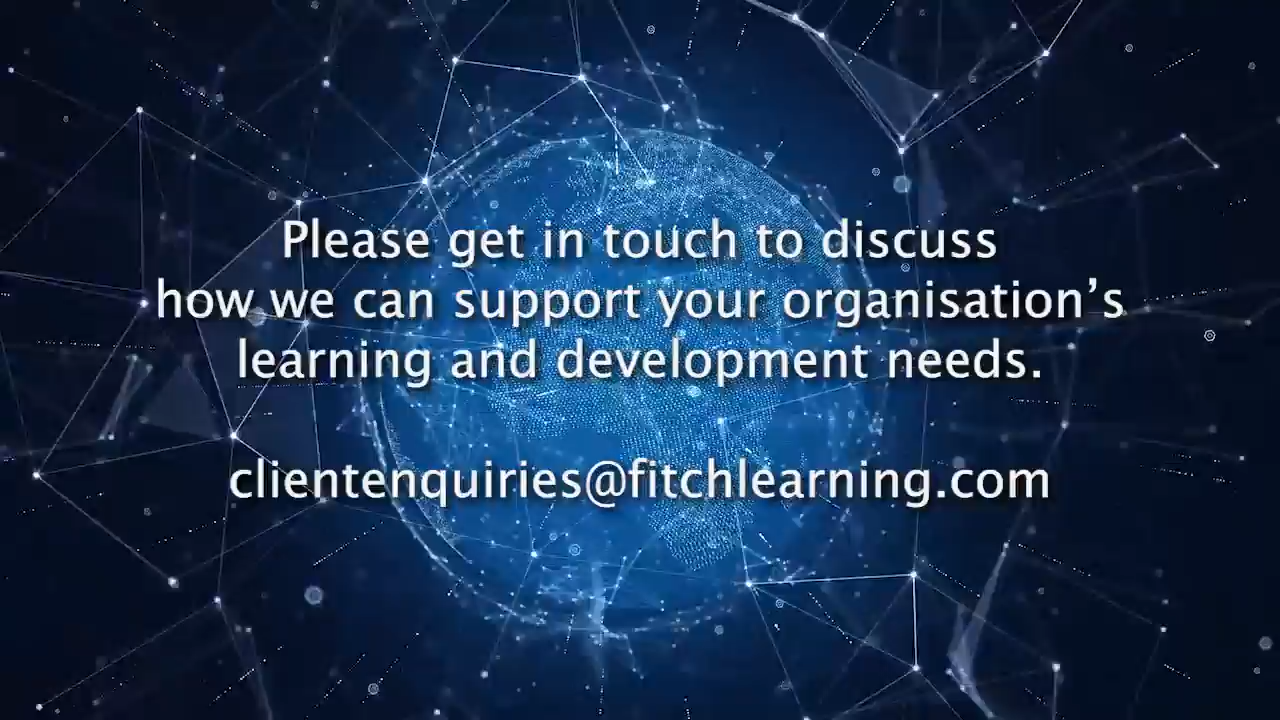 Please get in touch to discuss
how we can support your organisation’s
learning and development needs.
clientenquiries@fitchlearning.com